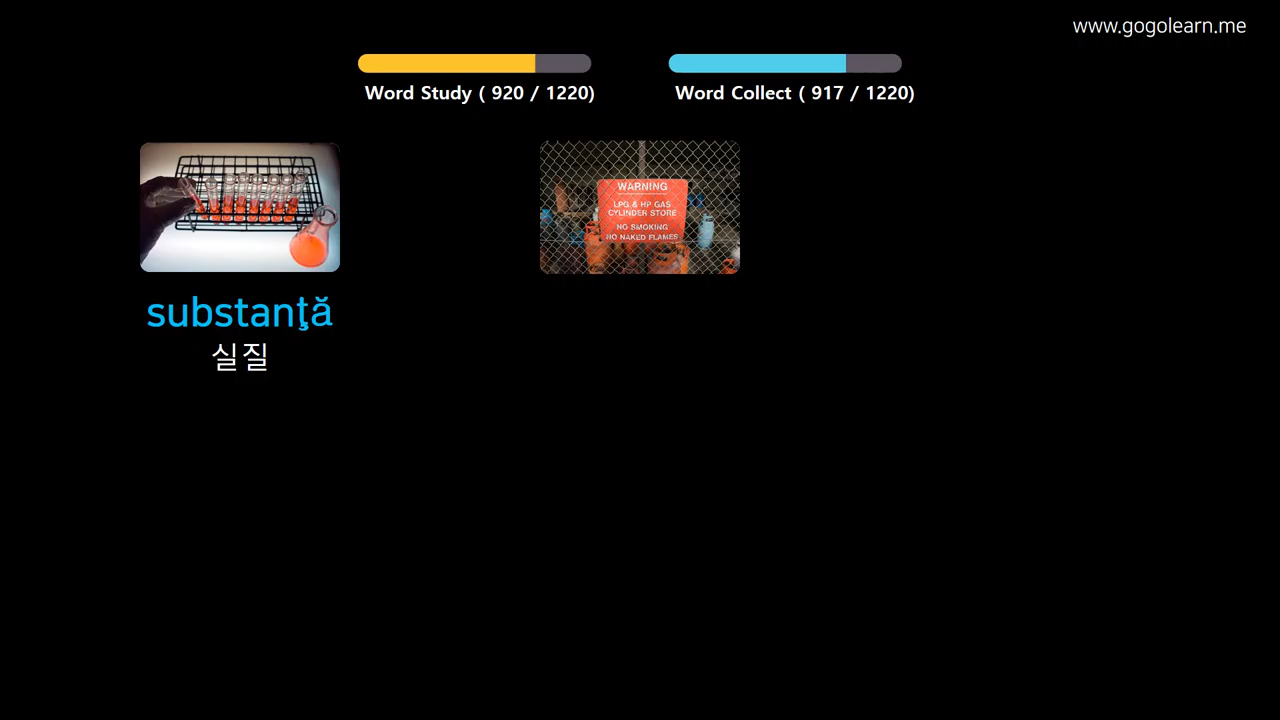 www.gogolearn.me
Word Study ( 920 / 1220)
Word Collect ( 917 / 1220)
WARNING
LPG & HP GAS
CYLINDER STORE
NO SMOKING
NO NAKED FLAMES
substanţă
실질